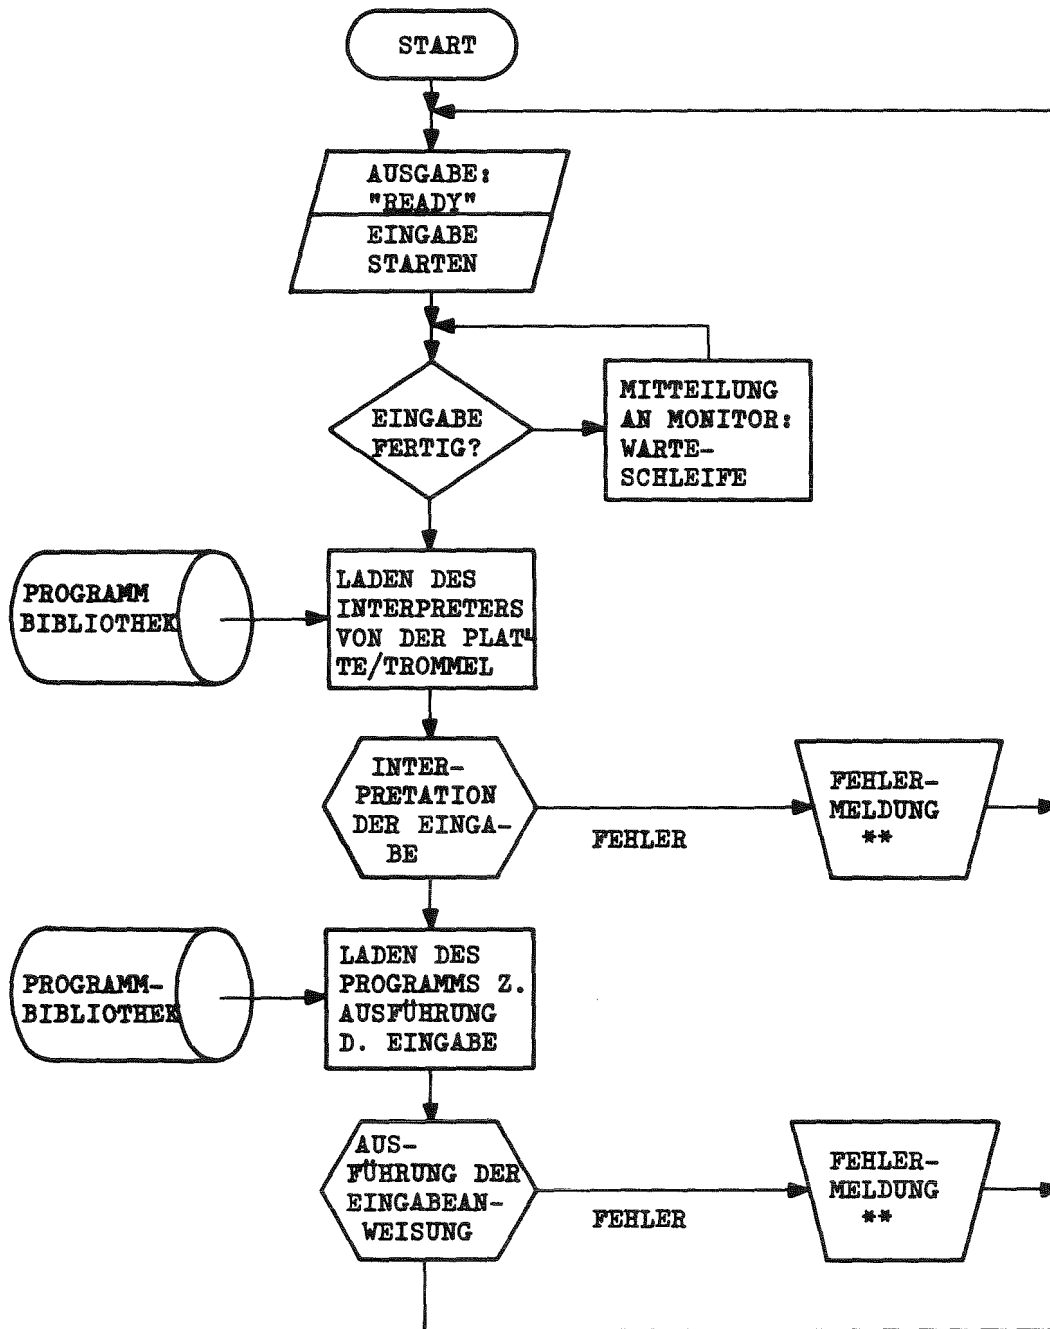 START
AUSGABE:
"READY"
EINGABE
STARTEN
EINGABE
FERTIG?
MITTEILUNG
AN MONITOR:
WARTE-
SCHLEIFE
PROGRAMM
BIBLIOTHEK
LADEN DES
INTERPRETERS
VON DER PLAT-
TE/TROMMEL
INTER-
PRETATION
DER EINGA-
BE
FEHLER
FEHLER-
MELDUNG
**
PROGRAMM-
BIBLIOTHEK
LADEN DES
PROGRAMMS Z.
AUSFÜHRUNG
D. EINGABE
AUS-
FÜHRUNG DER
EINGABEAN-
WEISUNG
FEHLER
FEHLER-
MELDUNG
**